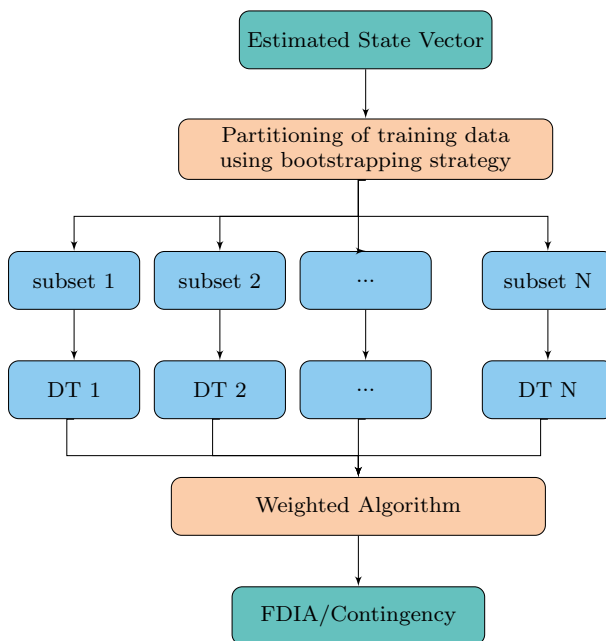 Estimated State Vector
Partitioning of training data
using bootstrapping strategy
subset 1
subset 2
...
subset N
DT 1
DT 2
...
DT N
Weighted Algorithm
FDIA/Contingency